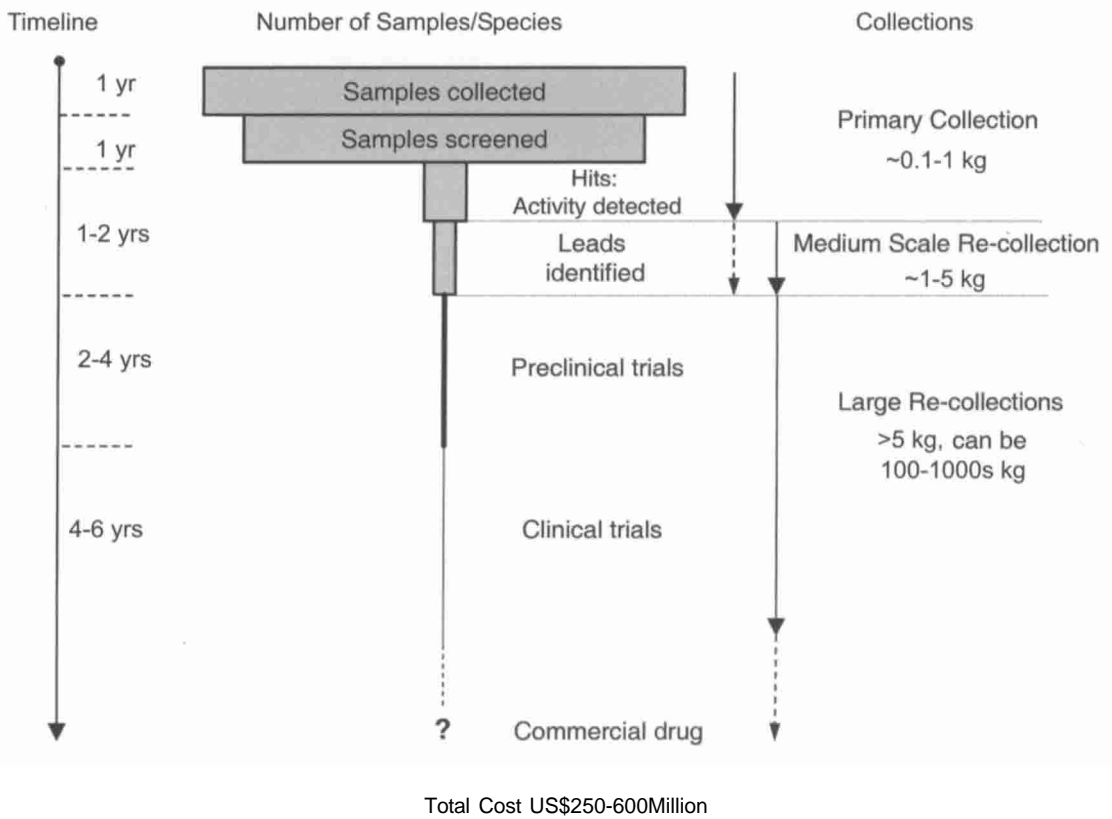 Timeline
Number of Samples/Species
Collections
1 yr
Samples collected
Primary Collection
~0.1-1 kg
1 yr
Samples screened
Hits:
Activity detected
1-2 yrs
Leads
identified
Medium Scale Re-collection
~1-5 kg
2-4 yrs
Preclinical trials
Large Re-collections
>5 kg, can be
100-1000s kg
4-6 yrs
Clinical trials
?
Commercial drug
Total Cost US$250-600Million